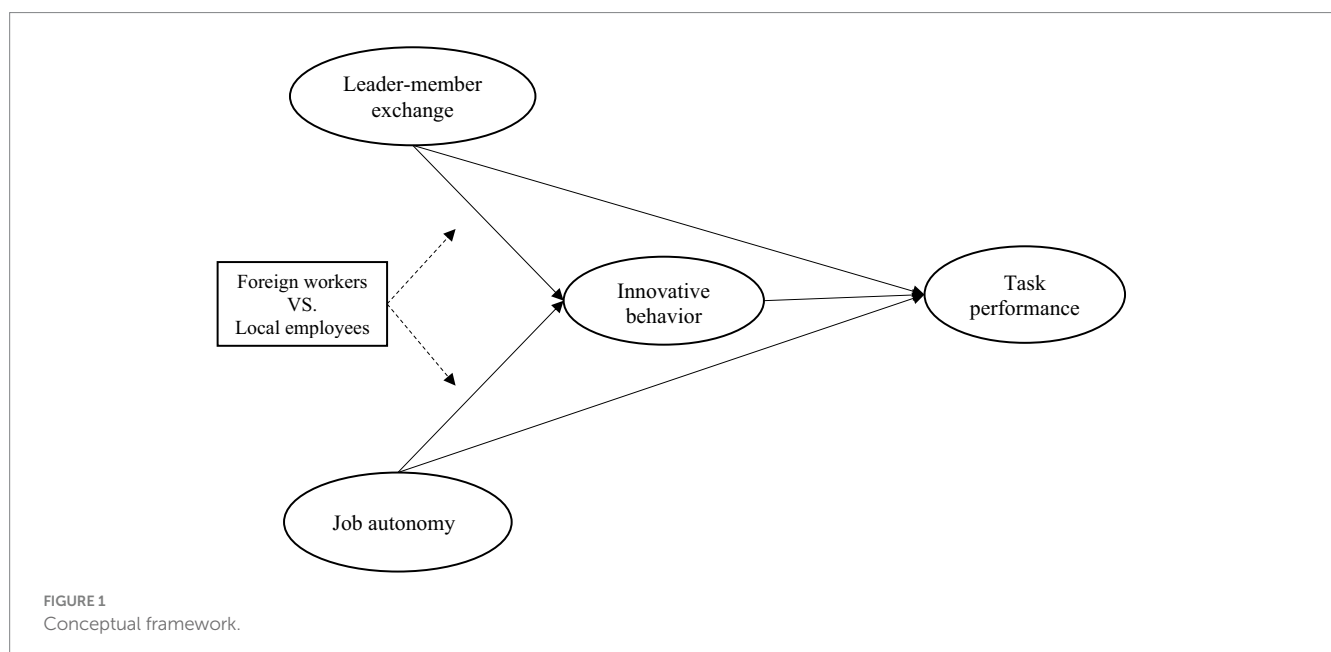 Leader-member
exchange
Foreign workers
VS.
Local employees
Innovative
behavior
Task
performance
Job autonomy
FIGURE 1
Conceptual framework.